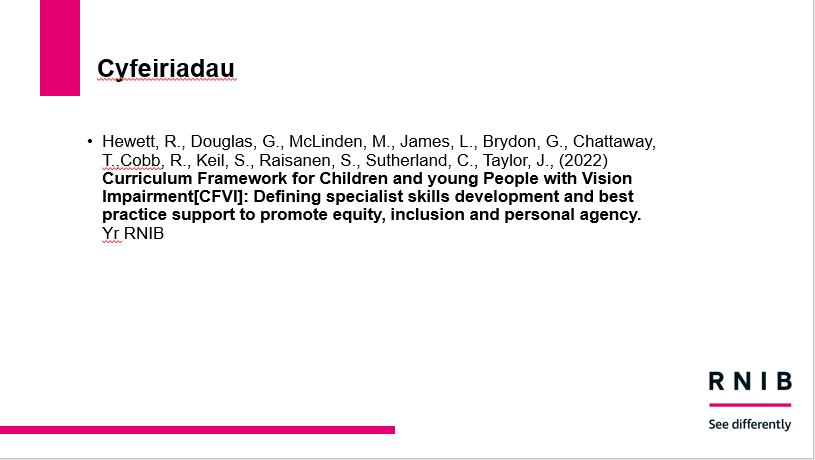 Cyfeiriadau
• Hewett, R., Douglas, G., McLinden, M., James, L., Brydon, G., Chattaway,
T.,Cobb, R., Keil, S., Raisanen, S., Sutherland, C., Taylor, J., (2022)
Curriculum Framework for Children and young People with Vision
Impairment[CFVI]: Defining specialist skills development and best
practice support to promote equity, inclusion and personal agency.
Yr RNIB
RNIB
See differently